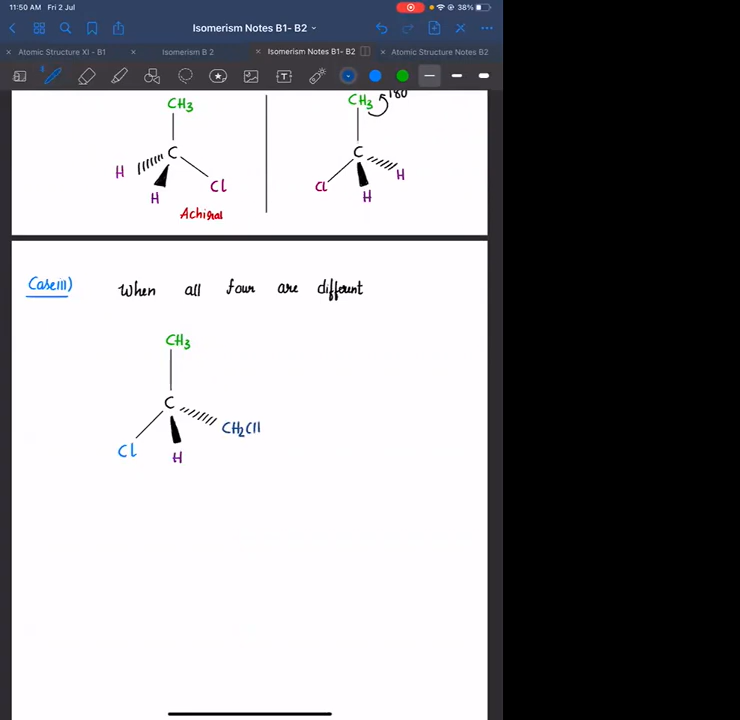 11:50 AM Fri 2 Jul
38%
Isomerism Notes B1- B2
Atomic Structure XI - B1
Isomerism B 2
Isomerism Notes B1- B2
Atomic Structure Notes B2
CH3
CH3
180
C
C
H
H
Cl
Cl
H
H
Achiral
Caseiii)
When all four are different
CH3
C
CH2Cl
Cl
H